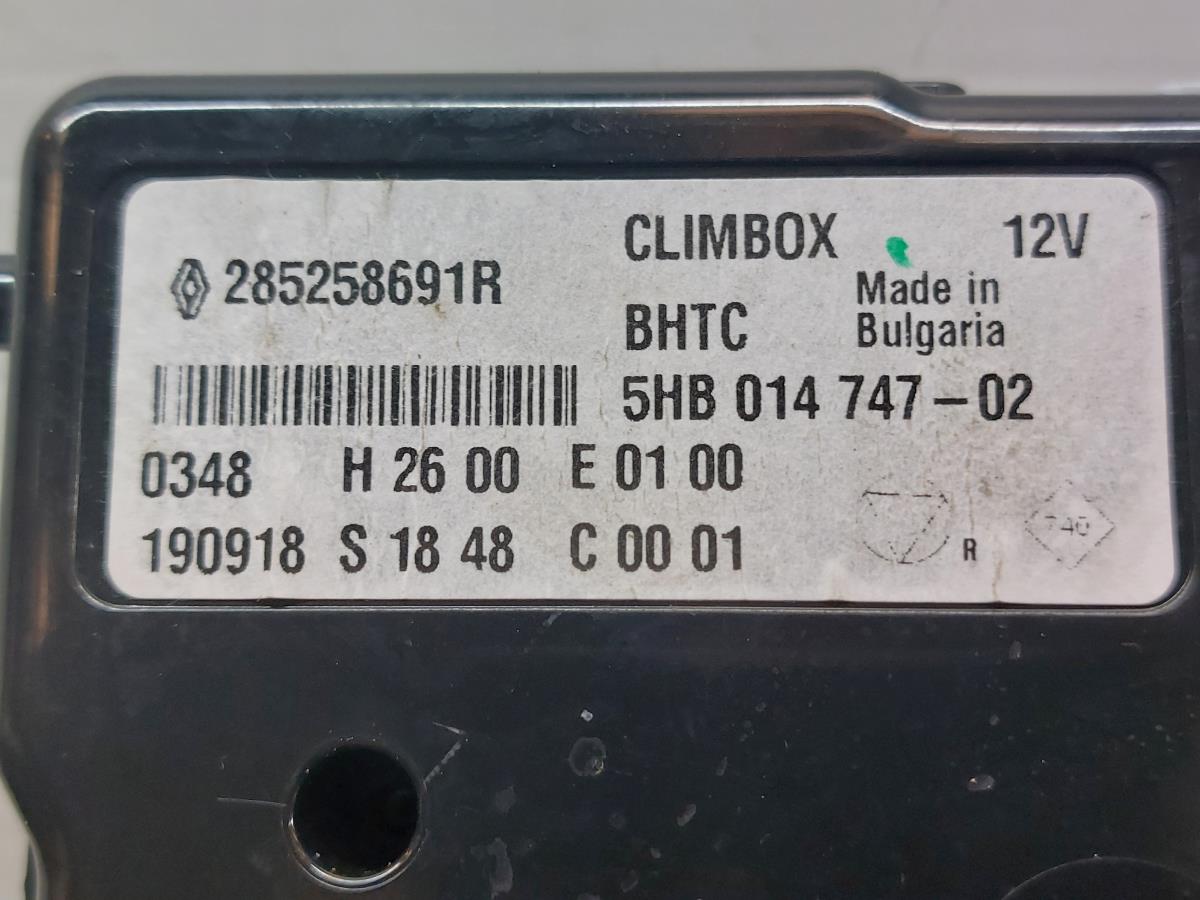 285258691R
CLIMBOX 12V
BHTC
Made in
Bulgaria
5HB 014 747-02
0348 H 26 00 E 01 00
190918 S 18 48 C 00 01
R
740